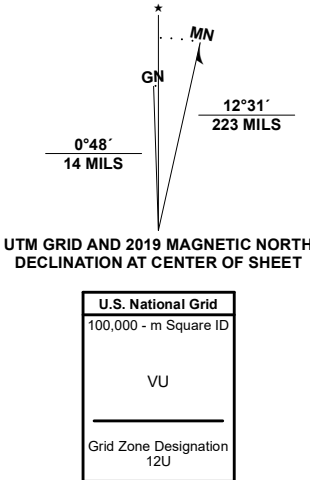 ★
MN
GN
12°31´
223 MILS
0°48´
14 MILS
UTM GRID AND 2019 MAGNETIC NORTH
DECLINATION AT CENTER OF SHEET
U.S. National Grid
100,000 - m Square ID
VU
Grid Zone Designation
12U